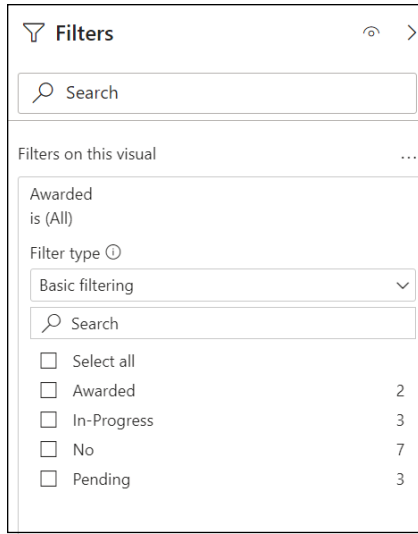 Filters
Search
Filters on this visual
...
Awarded
is (All)
Filter type
Basic filtering
Search
Select all
Awarded 2
In-Progress 3
No 7
Pending 3